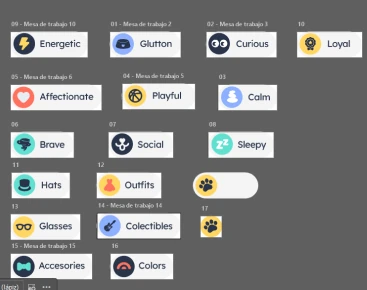 09 - Mesa de trabajo 10
01 - Mesa de trabajo 2
02 - Mesa de trabajo 3
10
Energetic
Glutton
Curious
Loyal
05 - Mesa de trabajo 6
04 - Mesa de trabajo 5
03
Affectionate
Playful
Calm
06
07
08
Brave
Social
Sleepy
zz
11
12
Hats
Outfits
13
14 - Mesa de trabajo 14
17
Glasses
Colectibles
15 - Mesa de trabajo 15
16
Accesories
Colors
(lápiz)